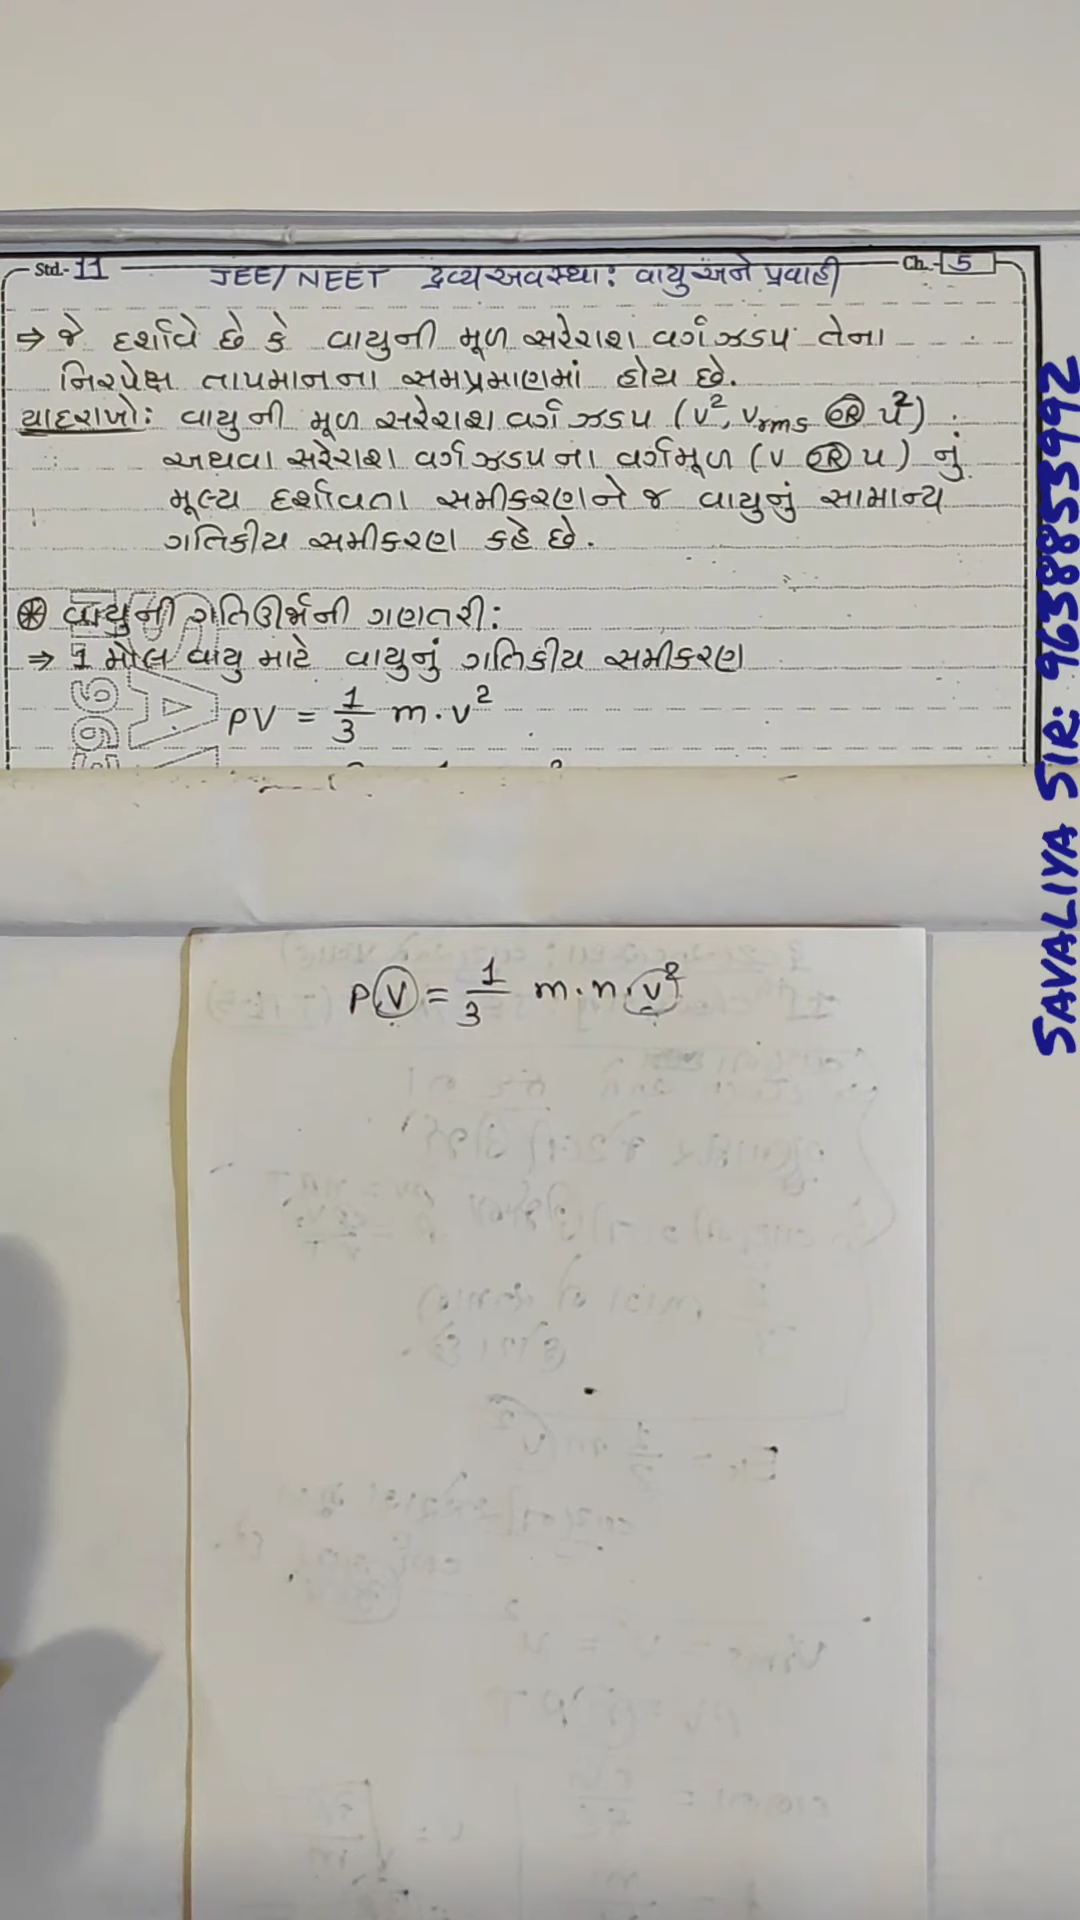 Std.- 11 JEE/NEET દ્રવ્યઅવસ્થા: વાયુ અને પ્રવાહી Ch.- 5
⇒ જે દર્શાવે છે કે વાયુની મૂળ સરેરાશ વર્ગ ઝડપ તેના
નિરપેક્ષ તાપમાનના સમપ્રમાણમાં હોય છે.
યાદરાખો: વાયુની મૂળ સરેરાશ વર્ગ ઝડપ (v², vrms OR u²)
અથવા સરેરાશ વર્ગ ઝડપના વર્ગમૂળ (v OR u) નું
મૂલ્ય દર્શાવતા સમીકરણને જ વાયુનું સામાન્ય
ગતિકીય સમીકરણ કહે છે.
* વાયુની ગતિઊર્જાની ગણતરી:
⇒ 1 મોલ વાયુ માટે વાયુનું ગતિકીય સમીકરણ
PV = 1/3 m·v²
PV = 1/3 m·n·v²
SAVALIYA SIR: 9638853992